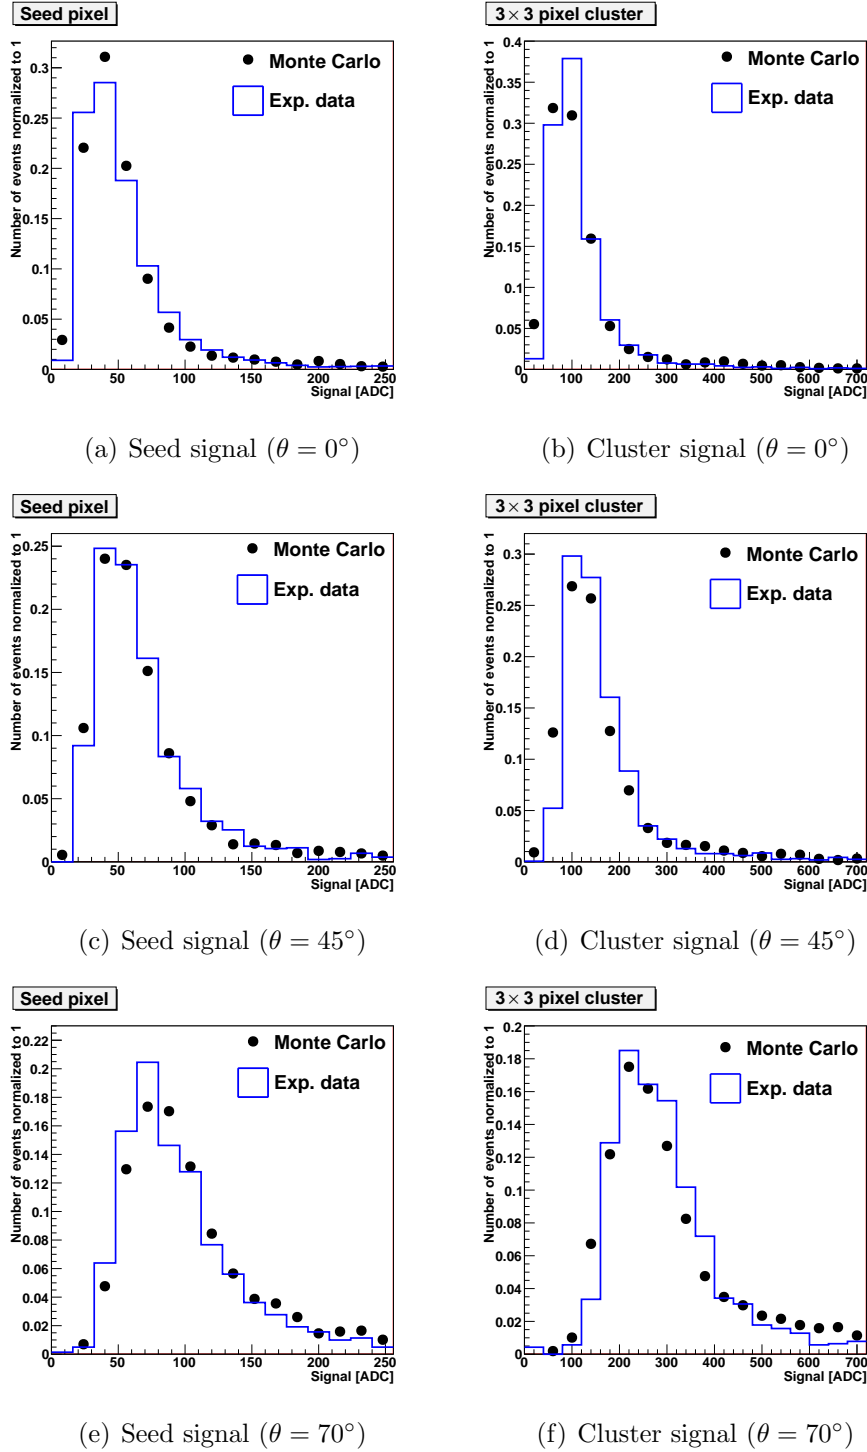 Seed pixel
Number of events normalized to 1
0.3
0.2
0.1
0
0 50 100 150 200 250
Signal [ADC]
Monte Carlo
Exp. data
(a) Seed signal (θ = 0°)
3 × 3 pixel cluster
Number of events normalized to 1
0.4
0.35
0.3
0.25
0.2
0.15
0.1
0.05
0
0 100 200 300 400 500 600 700
Signal [ADC]
Monte Carlo
Exp. data
(b) Cluster signal (θ = 0°)
Seed pixel
Number of events normalized to 1
0.25
0.2
0.15
0.1
0.05
0
0 50 100 150 200 250
Signal [ADC]
Monte Carlo
Exp. data
(c) Seed signal (θ = 45°)
3 × 3 pixel cluster
Number of events normalized to 1
0.3
0.25
0.2
0.15
0.1
0.05
0
0 100 200 300 400 500 600 700
Signal [ADC]
Monte Carlo
Exp. data
(d) Cluster signal (θ = 45°)
Seed pixel
Number of events normalized to 1
0.22
0.2
0.18
0.16
0.14
0.12
0.1
0.08
0.06
0.04
0.02
0
0 50 100 150 200 250
Signal [ADC]
Monte Carlo
Exp. data
(e) Seed signal (θ = 70°)
3 × 3 pixel cluster
Number of events normalized to 1
0.2
0.18
0.16
0.14
0.12
0.1
0.08
0.06
0.04
0.02
0
0 100 200 300 400 500 600 700
Signal [ADC]
Monte Carlo
Exp. data
(f) Cluster signal (θ = 70°)